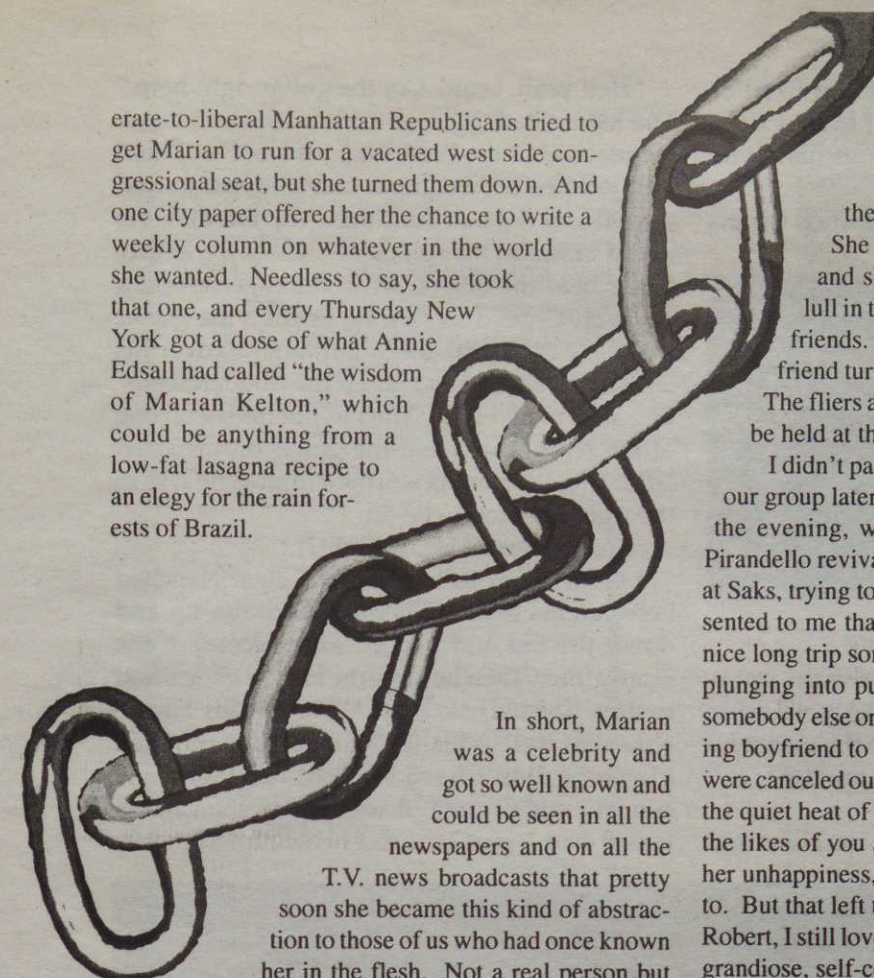 erate-to-liberal Manhattan Republicans tried to
get Marian to run for a vacated west side con-
gressional seat, but she turned them down. And
one city paper offered her the chance to write a
weekly column on whatever in the world
she wanted. Needless to say, she took
that one, and every Thursday New
York got a dose of what Annie
Edsall had called “the wisdom
of Marian Kelton,” which
could be anything from a
low-fat lasagna recipe to
an elegy for the rain for-
ests of Brazil.
In short, Marian
was a celebrity and
got so well known and
could be seen in all the
newspapers and on all the
T.V. news broadcasts that pretty
soon she became this kind of abstrac-
tion to those of us who had once known
her in the flesh. Not a real person but
the
She
and s
lull in t
friends.
friend tur
The fliers a
be held at th
I didn’t pa
our group later
the evening, w
Pirandello reviva
at Saks, trying to
sented to me tha
nice long trip so
plunging into pu
somebody else or
ing boyfriend to
were canceled ou
the quiet heat of
the likes of you
her unhappiness,
to. But that left
Robert, I still lov
grandiose, self-c